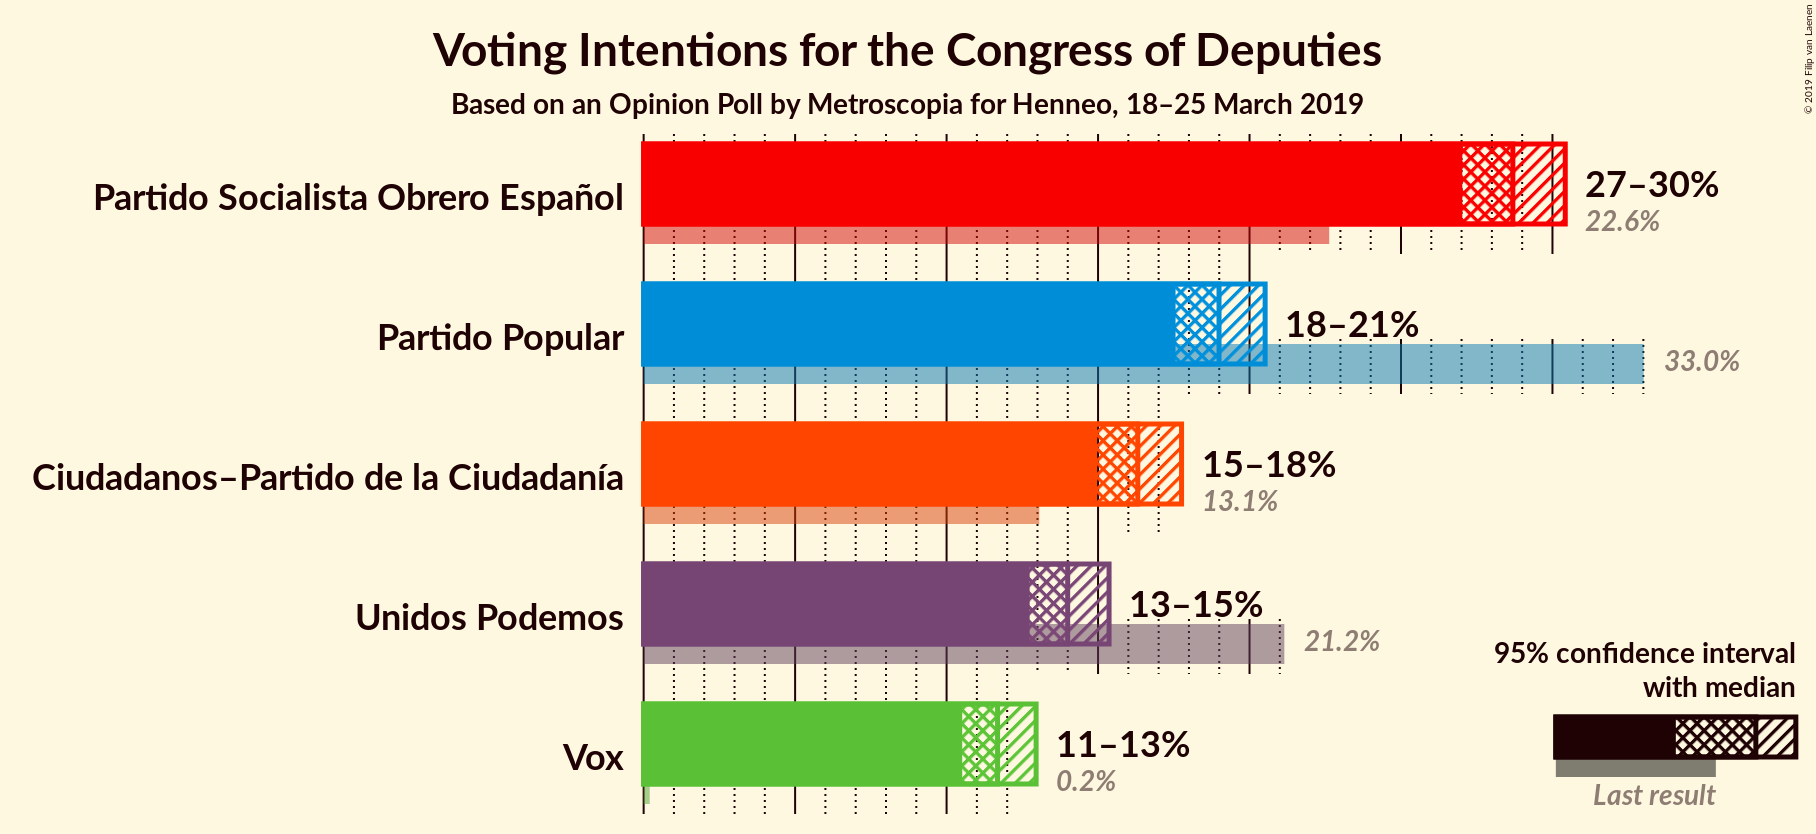 Voting Intentions for the Congress of Deputies
Based on an Opinion Poll by Metroscopia for Henneo, 18–25 March 2019
© 2019 Filip van Laenen
Partido Socialista Obrero Español
27–30%
22.6%
Partido Popular
18–21%
33.0%
Ciudadanos–Partido de la Ciudadanía
15–18%
13.1%
Unidos Podemos
13–15%
21.2%
Vox
11–13%
0.2%
95% confidence interval
with median
Last result